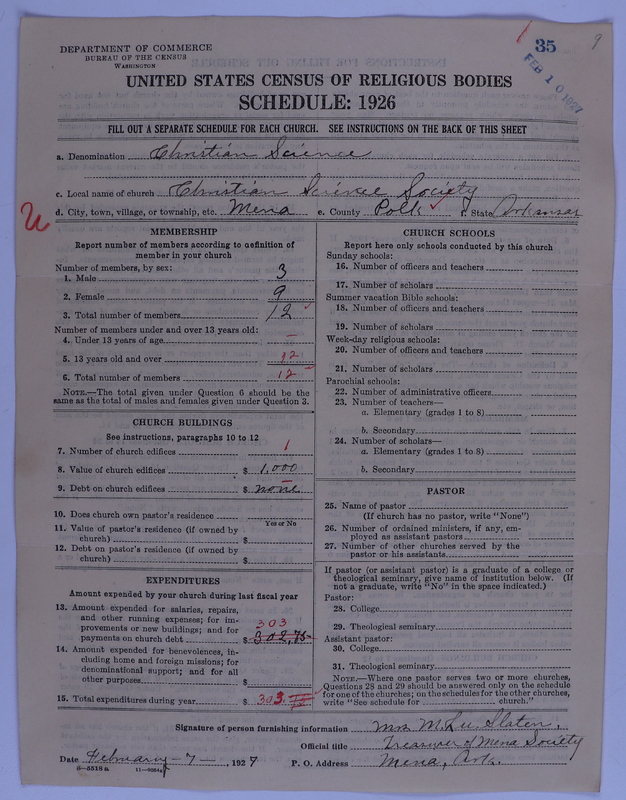 35
9
FEB 10 1927
DEPARTMENT OF COMMERCE
BUREAU OF THE CENSUS
WASHINGTON
UNITED STATES CENSUS OF RELIGIOUS BODIES
SCHEDULE: 1926
FILL OUT A SEPARATE SCHEDULE FOR EACH CHURCH. SEE INSTRUCTIONS ON THE BACK OF THIS SHEET
a. Denomination Christian Science
c. Local name of church Christian Science Society
d. City, town, village, or township, etc. Mena e. County Polk f. State Arkansas
MEMBERSHIP
Report number of members according to definition of
member in your church
Number of members, by sex:
1. Male 3
2. Female 9
3. Total number of members 12
Number of members under and over 13 years old:
4. Under 13 years of age —
5. 13 years old and over 12
6. Total number of members 12
NOTE.—The total given under Question 6 should be the
same as the total of males and females given under Question 3.
CHURCH BUILDINGS
See instructions, paragraphs 10 to 12
7. Number of church edifices 1
8. Value of church edifices $ 1,000
9. Debt on church edifices $ none
10. Does church own pastor's residence
Yes or No
11. Value of pastor's residence (if owned by
church) $
12. Debt on pastor's residence (if owned by
church) $
EXPENDITURES
Amount expended by your church during last fiscal year
13. Amount expended for salaries, repairs,
and other running expenses; for im-
provements or new buildings; and for
payments on church debt $ 302,75
303
14. Amount expended for benevolences, in-
cluding home and foreign missions; for
denominational support; and for all
other purposes $
15. Total expenditures during year $ 303
CHURCH SCHOOLS
Report here only schools conducted by this church
Sunday schools:
16. Number of officers and teachers
17. Number of scholars
Summer vacation Bible schools:
18. Number of officers and teachers
19. Number of scholars
Week-day religious schools:
20. Number of officers and teachers
21. Number of scholars
Parochial schools:
22. Number of administrative officers
23. Number of teachers—
a. Elementary (grades 1 to 8)
b. Secondary
24. Number of scholars—
a. Elementary (grades 1 to 8)
b. Secondary
PASTOR
25. Name of pastor
(If church has no pastor, write "None")
26. Number of ordained ministers, if any, em-
ployed as assistant pastors
27. Number of other churches served by the
pastor or his assistants
If pastor (or assistant pastor) is a graduate of a college or
theological seminary, give name of institution below. (If
not a graduate, write "No" in the space indicated.)
Pastor:
28. College
29. Theological seminary
Assistant pastor:
30. College
31. Theological seminary
NOTE.—Where one pastor serves two or more churches,
Questions 28 and 29 should be answered only on the schedule
for one of the churches; on the schedules for the other churches,
write "See schedule for church."
Signature of person furnishing information Mrs. M. Lu Slaten,
Official title Treasurer of Mena Society
Date February - 7 -, 1927 P. O. Address Mena, Ark.
8-5518a